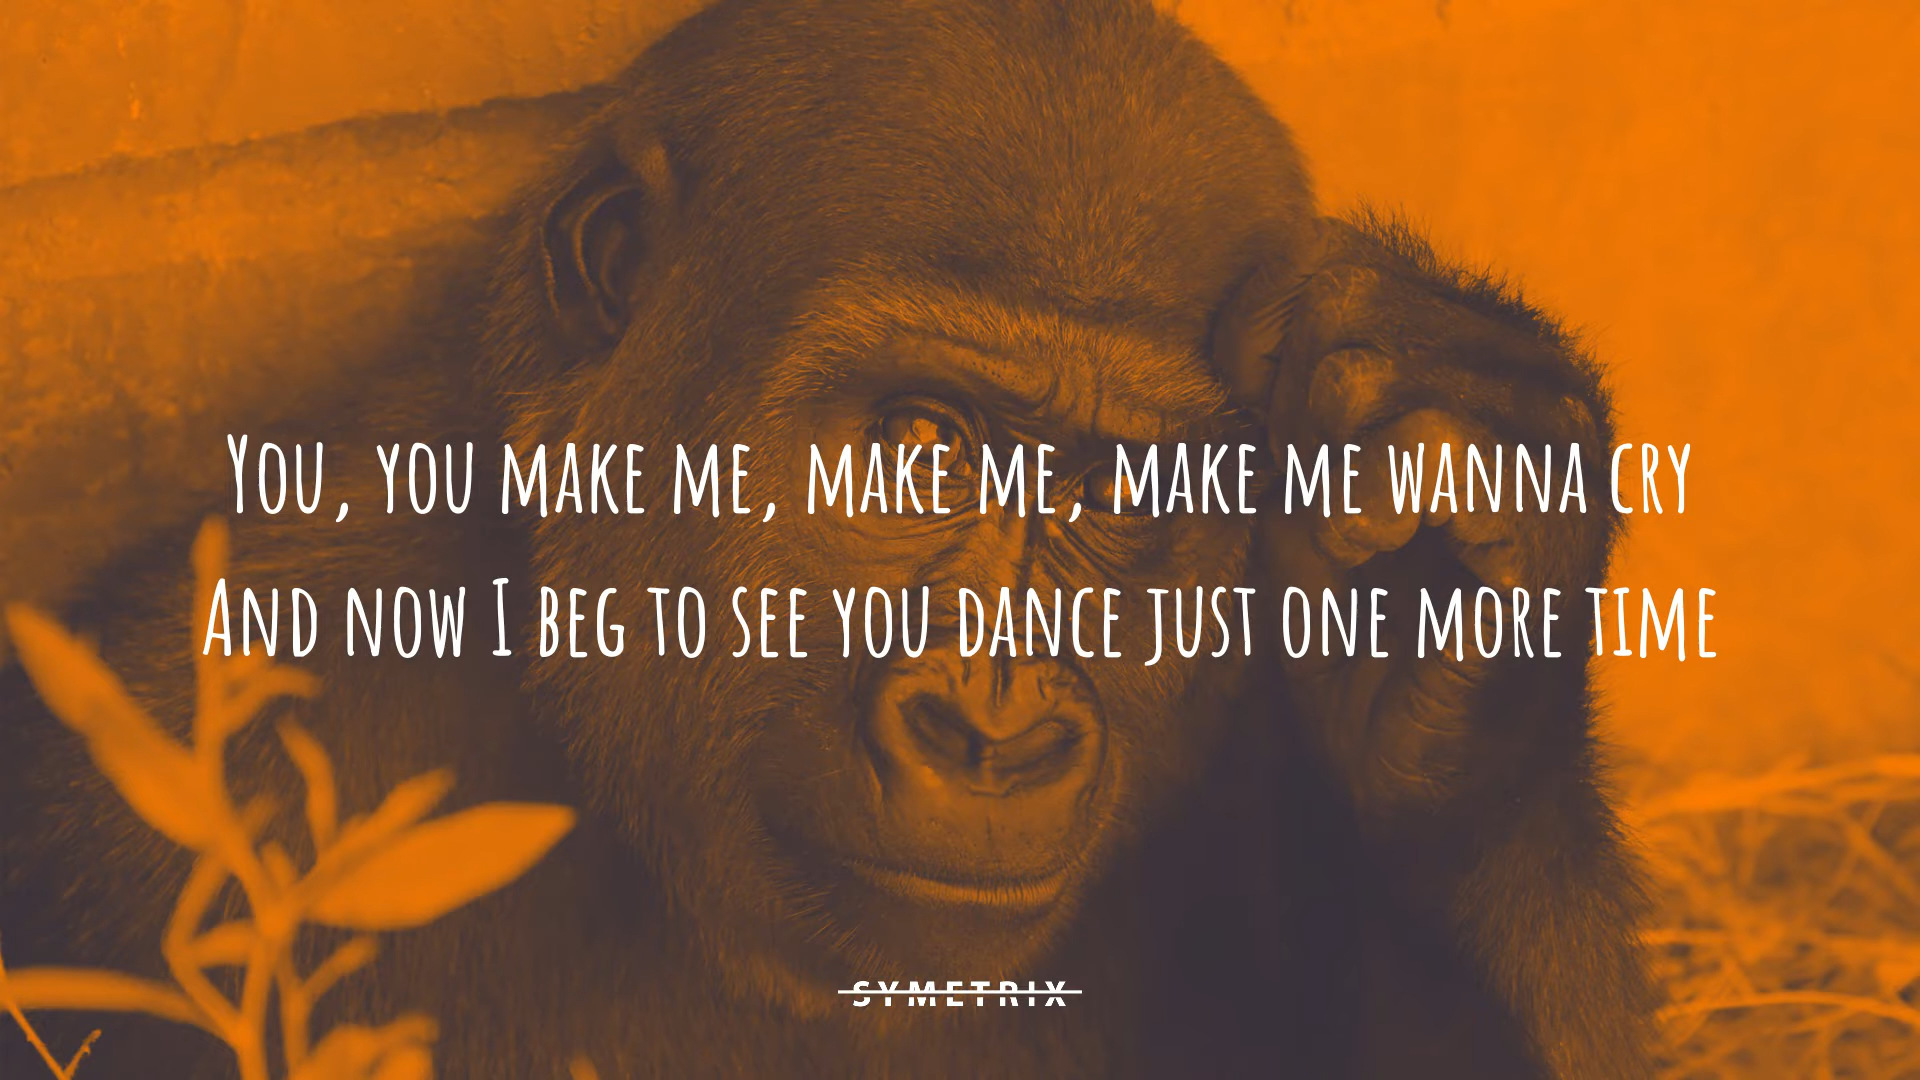 You, you make me, make me, make me wanna cry
And now I beg to see you dance just one more time
SYMETRIX